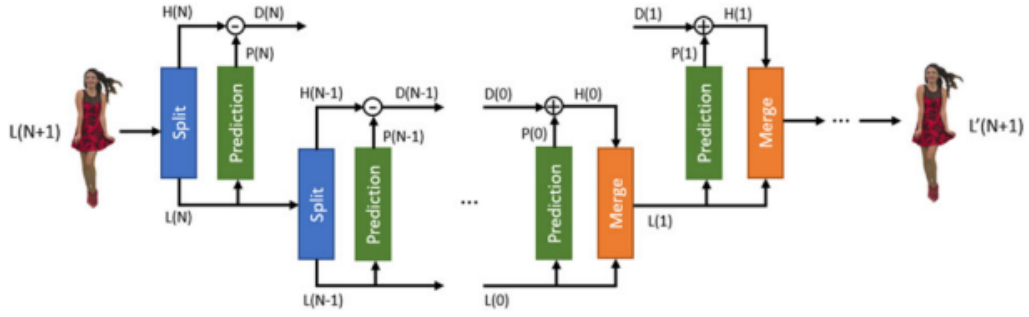 H(N)
D(N)
P(N)
L(N+1)
Split
Prediction
L(N)
H(N-1)
D(N-1)
P(N-1)
Split
Prediction
L(N-1)
...
D(0)
H(0)
P(0)
Prediction
Merge
L(0)
L(1)
D(1)
H(1)
P(1)
Prediction
Merge
...
L'(N+1)